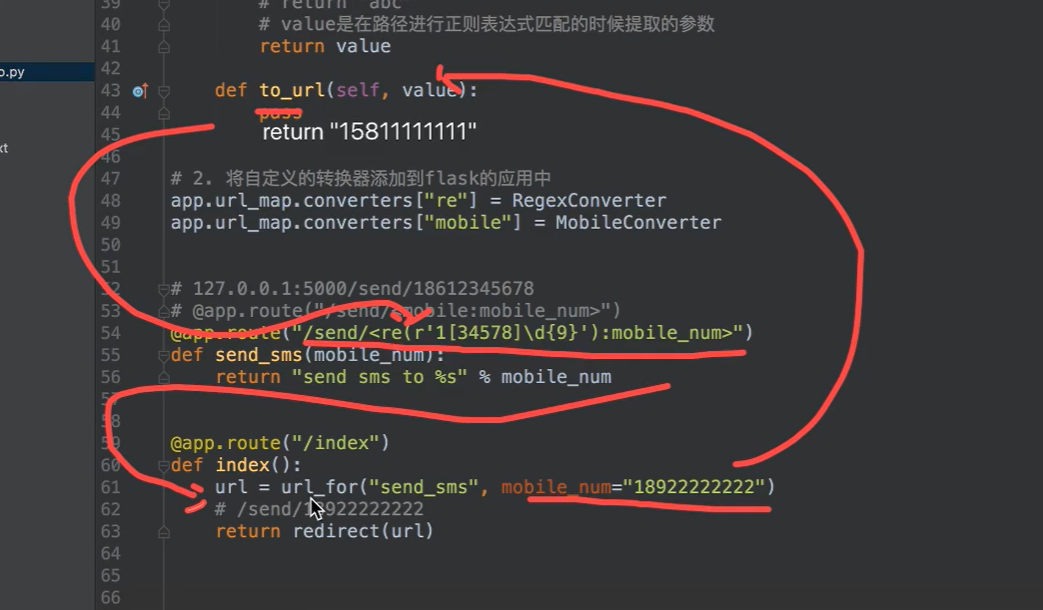 39 # return "abc"
40 # value是在路径进行正则表达式匹配的时候提取的参数
41 return value
42
o.py
43 def to_url(self, value):
44 pass
45 return "15811111111"
xt
46
47 # 2. 将自定义的转换器添加到flask的应用中
48 app.url_map.converters["re"] = RegexConverter
49 app.url_map.converters["mobile"] = MobileConverter
50
51
52 # 127.0.0.1:5000/send/18612345678
53 # @app.route("/send/<mobile:mobile_num>")
54 @app.route("/send/<re(r'1[34578]\d{9}'):mobile_num>")
55 def send_sms(mobile_num):
56 return "send sms to %s" % mobile_num
57
58
59 @app.route("/index")
60 def index():
61 url = url_for("send_sms", mobile_num="18922222222")
62 # /send/18922222222
63 return redirect(url)
64
65
66